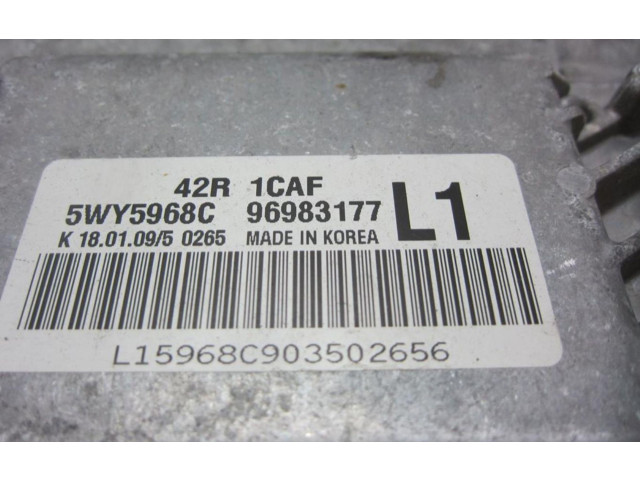 42R 1CAF
5WY5968C 96983177 L1
K 18.01.09/5 0265 MADE IN KOREA
L15968C903502656